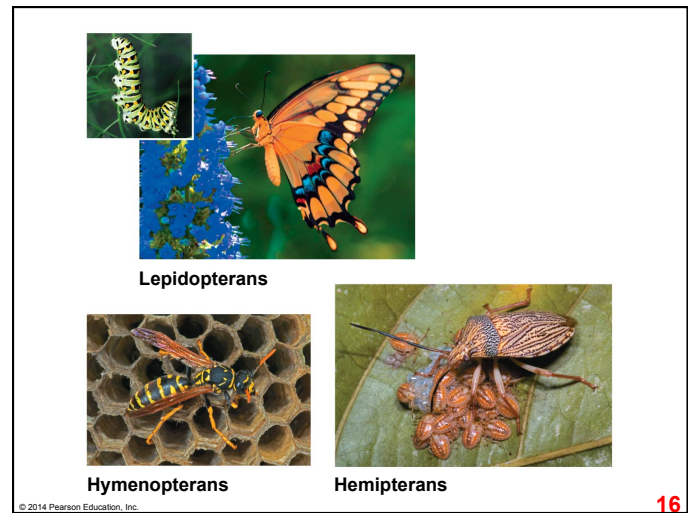 Lepidopterans
Hymenopterans
Hemipterans
© 2014 Pearson Education, Inc.
16